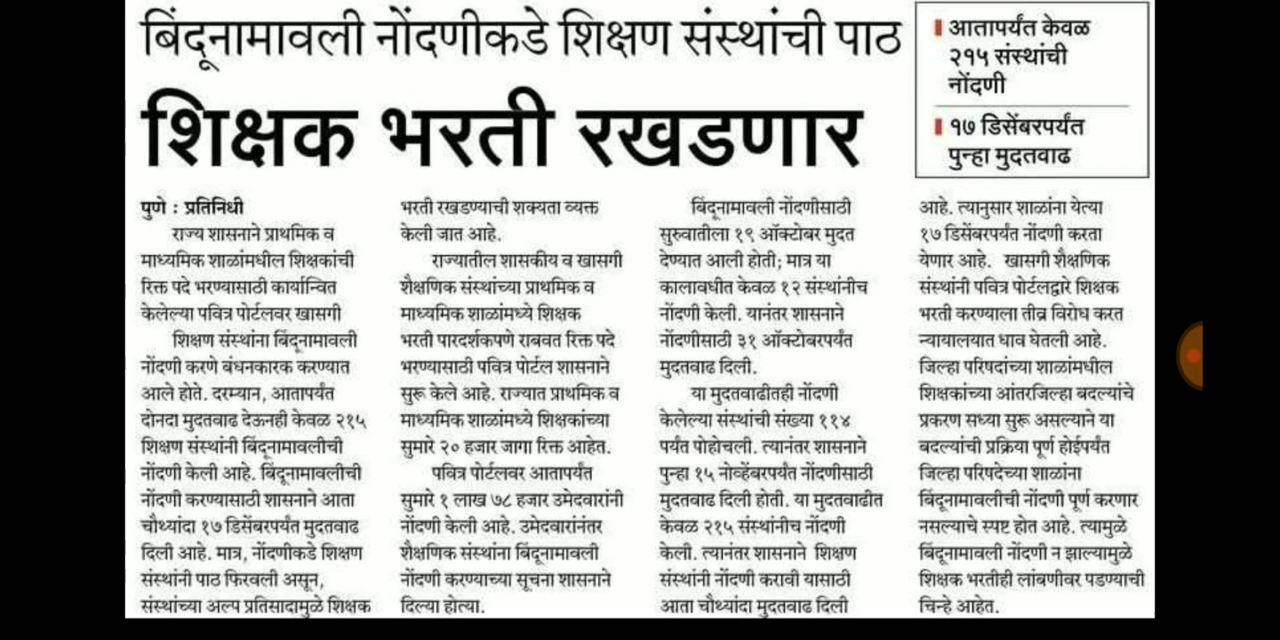 बिंदूनामावली नोंदणीकडे शिक्षण संस्थांची पाठ
शिक्षक भरती रखडणार
आतापर्यंत केवळ
२१५ संस्थांची
नोंदणी
१७ डिसेंबरपर्यंत
पुन्हा मुदतवाढ
पुणे : प्रतिनिधी
राज्य शासनाने प्राथमिक व
माध्यमिक शाळांमधील शिक्षकांची
रिक्त पदे भरण्यासाठी कार्यान्वित
केलेल्या पवित्र पोर्टलवर खासगी
शिक्षण संस्थांना बिंदूनामावली
नोंदणी करणे बंधनकारक करण्यात
आले होते. दरम्यान, आतापर्यंत
दोनदा मुदतवाढ देऊनही केवळ २१५
शिक्षण संस्थांनी बिंदूनामावलीची
नोंदणी केली आहे. बिंदूनामावलीची
नोंदणी करण्यासाठी शासनाने आता
चौथ्यांदा १७ डिसेंबरपर्यंत मुदतवाढ
दिली आहे. मात्र, नोंदणीकडे शिक्षण
संस्थांनी पाठ फिरवली असून,
संस्थांच्या अल्प प्रतिसादामुळे शिक्षक
भरती रखडण्याची शक्यता व्यक्त
केली जात आहे.
राज्यातील शासकीय व खासगी
शैक्षणिक संस्थांच्या प्राथमिक व
माध्यमिक शाळांमध्ये शिक्षक
भरती पारदर्शकपणे राबवत रिक्त पदे
भरण्यासाठी पवित्र पोर्टल शासनाने
सुरू केले आहे. राज्यात प्राथमिक व
माध्यमिक शाळांमध्ये शिक्षकांच्या
सुमारे २० हजार जागा रिक्त आहेत.
पवित्र पोर्टलवर आतापर्यंत
सुमारे १ लाख ७८ हजार उमेदवारांनी
नोंदणी केली आहे. उमेदवारांनंतर
शैक्षणिक संस्थांना बिंदूनामावली
नोंदणी करण्याच्या सूचना शासनाने
दिल्या होत्या.
बिंदूनामावली नोंदणीसाठी
सुरुवातीला १९ ऑक्टोबर मुदत
देण्यात आली होती; मात्र या
कालावधीत केवळ १२ संस्थांनीच
नोंदणी केली. यानंतर शासनाने
नोंदणीसाठी ३१ ऑक्टोबरपर्यंत
मुदतवाढ दिली.
या मुदतवाढीतही नोंदणी
केलेल्या संस्थांची संख्या ११४
पर्यंत पोहोचली. त्यानंतर शासनाने
पुन्हा १५ नोव्हेंबरपर्यंत नोंदणीसाठी
मुदतवाढ दिली होती. या मुदतवाढीत
केवळ २१५ संस्थांनीच नोंदणी
केली. त्यानंतर शासनाने शिक्षण
संस्थांनी नोंदणी करावी यासाठी
आता चौथ्यांदा मुदतवाढ दिली
आहे. त्यानुसार शाळांना येत्या
१७ डिसेंबरपर्यंत नोंदणी करता
येणार आहे. खासगी शैक्षणिक
संस्थांनी पवित्र पोर्टलद्वारे शिक्षक
भरती करण्याला तीव्र विरोध करत
न्यायालयात धाव घेतली आहे.
जिल्हा परिषदांच्या शाळांमधील
शिक्षकांच्या आंतरजिल्हा बदल्यांचे
प्रकरण सध्या सुरू असल्याने या
बदल्यांची प्रक्रिया पूर्ण होईपर्यंत
जिल्हा परिषदेच्या शाळांना
बिंदूनामावलीची नोंदणी पूर्ण करणार
नसल्याचे स्पष्ट होत आहे. त्यामुळे
बिंदूनामावली नोंदणी न झाल्यामुळे
शिक्षक भरतीही लांबणीवर पडण्याची
चिन्हे आहेत.